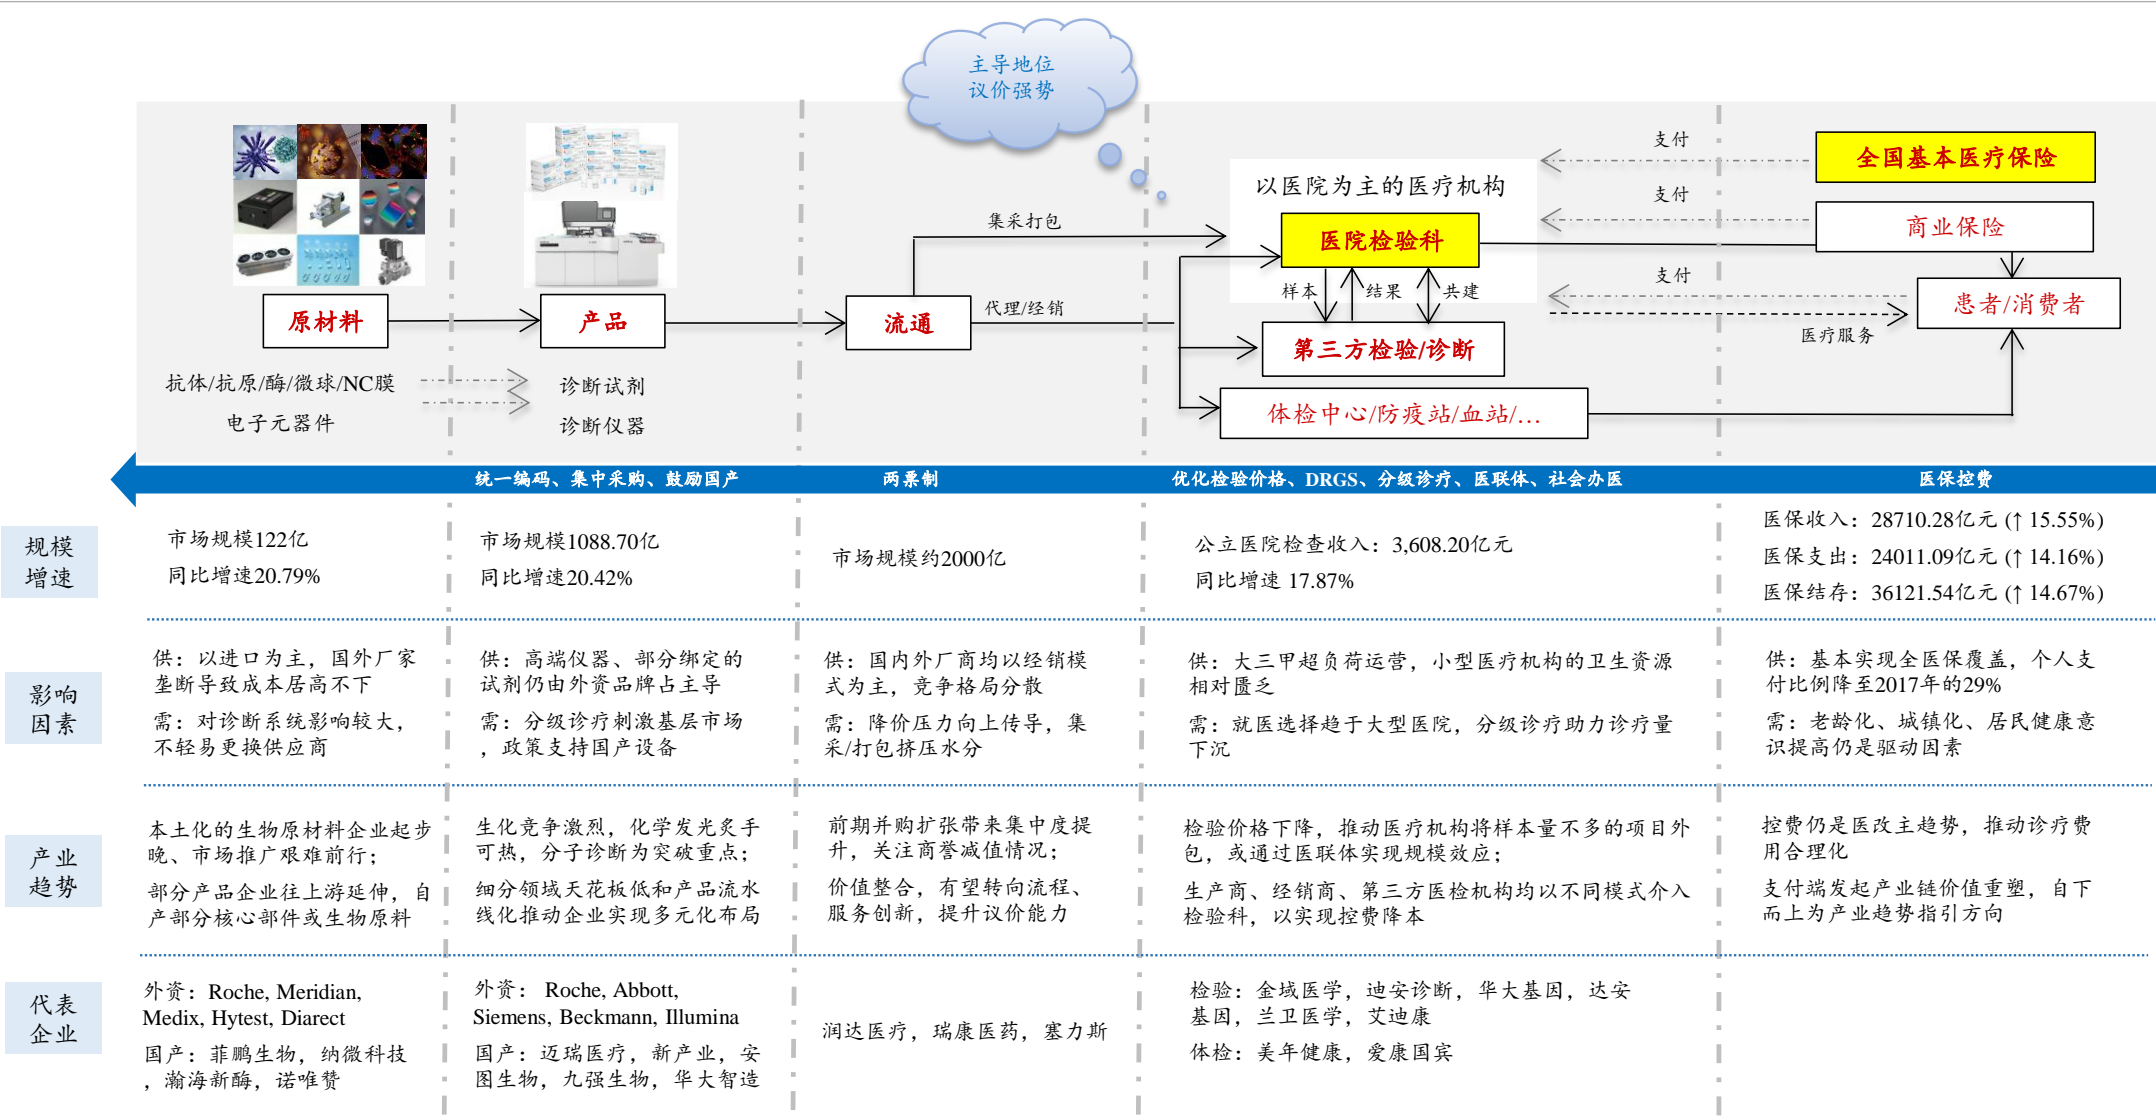 主导地位
议价强势
支付
全国基本医疗保险
以医院为主的医疗机构
支付
集采打包
医院检验科
商业保险
支付
样本
结果
共建
患者/消费者
原材料
产品
流通
代理/经销
医疗服务
第三方检验/诊断
抗体/抗原/酶/微球/NC膜
诊断试剂
体检中心/防疫站/血站/…
电子元器件
诊断仪器
统一编码、集中采购、鼓励国产
两票制
优化检验价格、DRGS、分级诊疗、医联体、社会办医
医保控费
规模
增速
市场规模122亿
同比增速20.79%
市场规模1088.70亿
同比增速20.42%
市场规模约2000亿
公立医院检查收入：3,608.20亿元
同比增速 17.87%
医保收入：28710.28亿元 (↑ 15.55%)
医保支出：24011.09亿元 (↑ 14.16%)
医保结存：36121.54亿元 (↑ 14.67%)
影响
因素
供：以进口为主，国外厂家
垄断导致成本居高不下
需：对诊断系统影响较大，
不轻易更换供应商
供：高端仪器、部分绑定的
试剂仍由外资品牌占主导
需：分级诊疗刺激基层市场
，政策支持国产设备
供：国内外厂商均以经销模
式为主，竞争格局分散
需：降价压力向上传导，集
采/打包挤压水分
供：大三甲超负荷运营，小型医疗机构的卫生资源
相对匮乏
需：就医选择趋于大型医院，分级诊疗助力诊疗量
下沉
供：基本实现全医保覆盖，个人支
付比例降至2017年的29%
需：老龄化、城镇化、居民健康意
识提高仍是驱动因素
产业
趋势
本土化的生物原材料企业起步
晚、市场推广艰难前行；
部分产品企业往上游延伸，自
产部分核心部件或生物原料
生化竞争激烈，化学发光炙手
可热，分子诊断为突破重点；
细分领域天花板低和产品流水
线化推动企业实现多元化布局
前期并购扩张带来集中度提
升，关注商誉减值情况；
价值整合，有望转向流程、
服务创新，提升议价能力
检验价格下降，推动医疗机构将样本量不多的项目外
包，或通过医联体实现规模效应；
生产商、经销商、第三方医检机构均以不同模式介入
检验科，以实现控费降本
控费仍是医改主趋势，推动诊疗费
用合理化
支付端发起产业链价值重塑，自下
而上为产业趋势指引方向
代表
企业
外资：Roche, Meridian,
Medix, Hytest, Diarect
国产：菲鹏生物，纳微科技
，瀚海新酶，诺唯赞
外资： Roche, Abbott,
Siemens, Beckmann, Illumina
国产：迈瑞医疗，新产业，安
图生物，九强生物，华大智造
润达医疗，瑞康医药，塞力斯
检验：金域医学，迪安诊断，华大基因，达安
基因，兰卫医学，艾迪康
体检：美年健康，爱康国宾